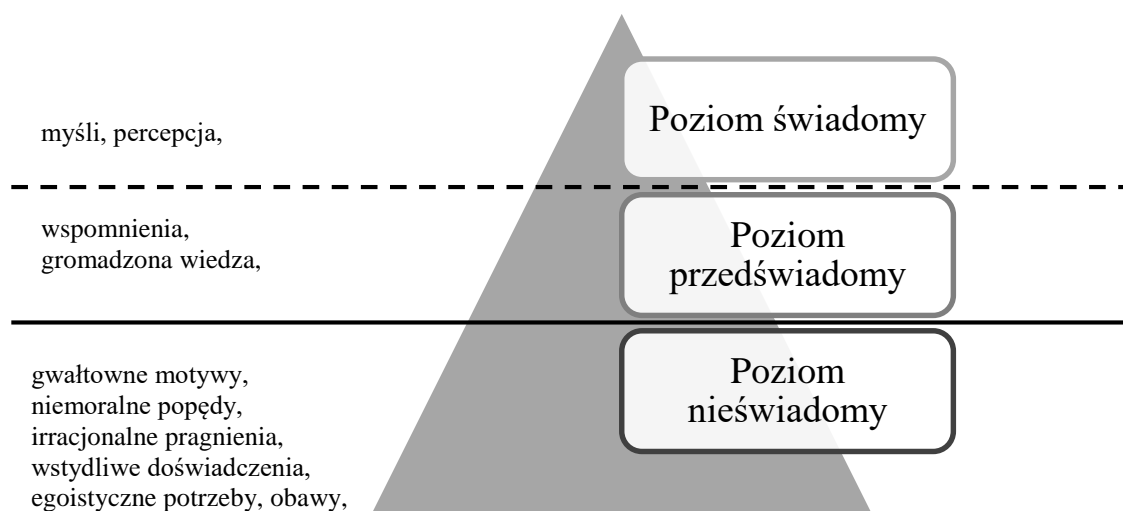 myśli, percepcja,
Poziom świadomy
wspomnienia,
gromadzona wiedza,
Poziom
przedświadomy
gwałtowne motywy,
niemoralne popędy,
irracjonalne pragnienia,
wstydliwe doświadczenia,
egoistyczne potrzeby, obawy,
Poziom
nieświadomy